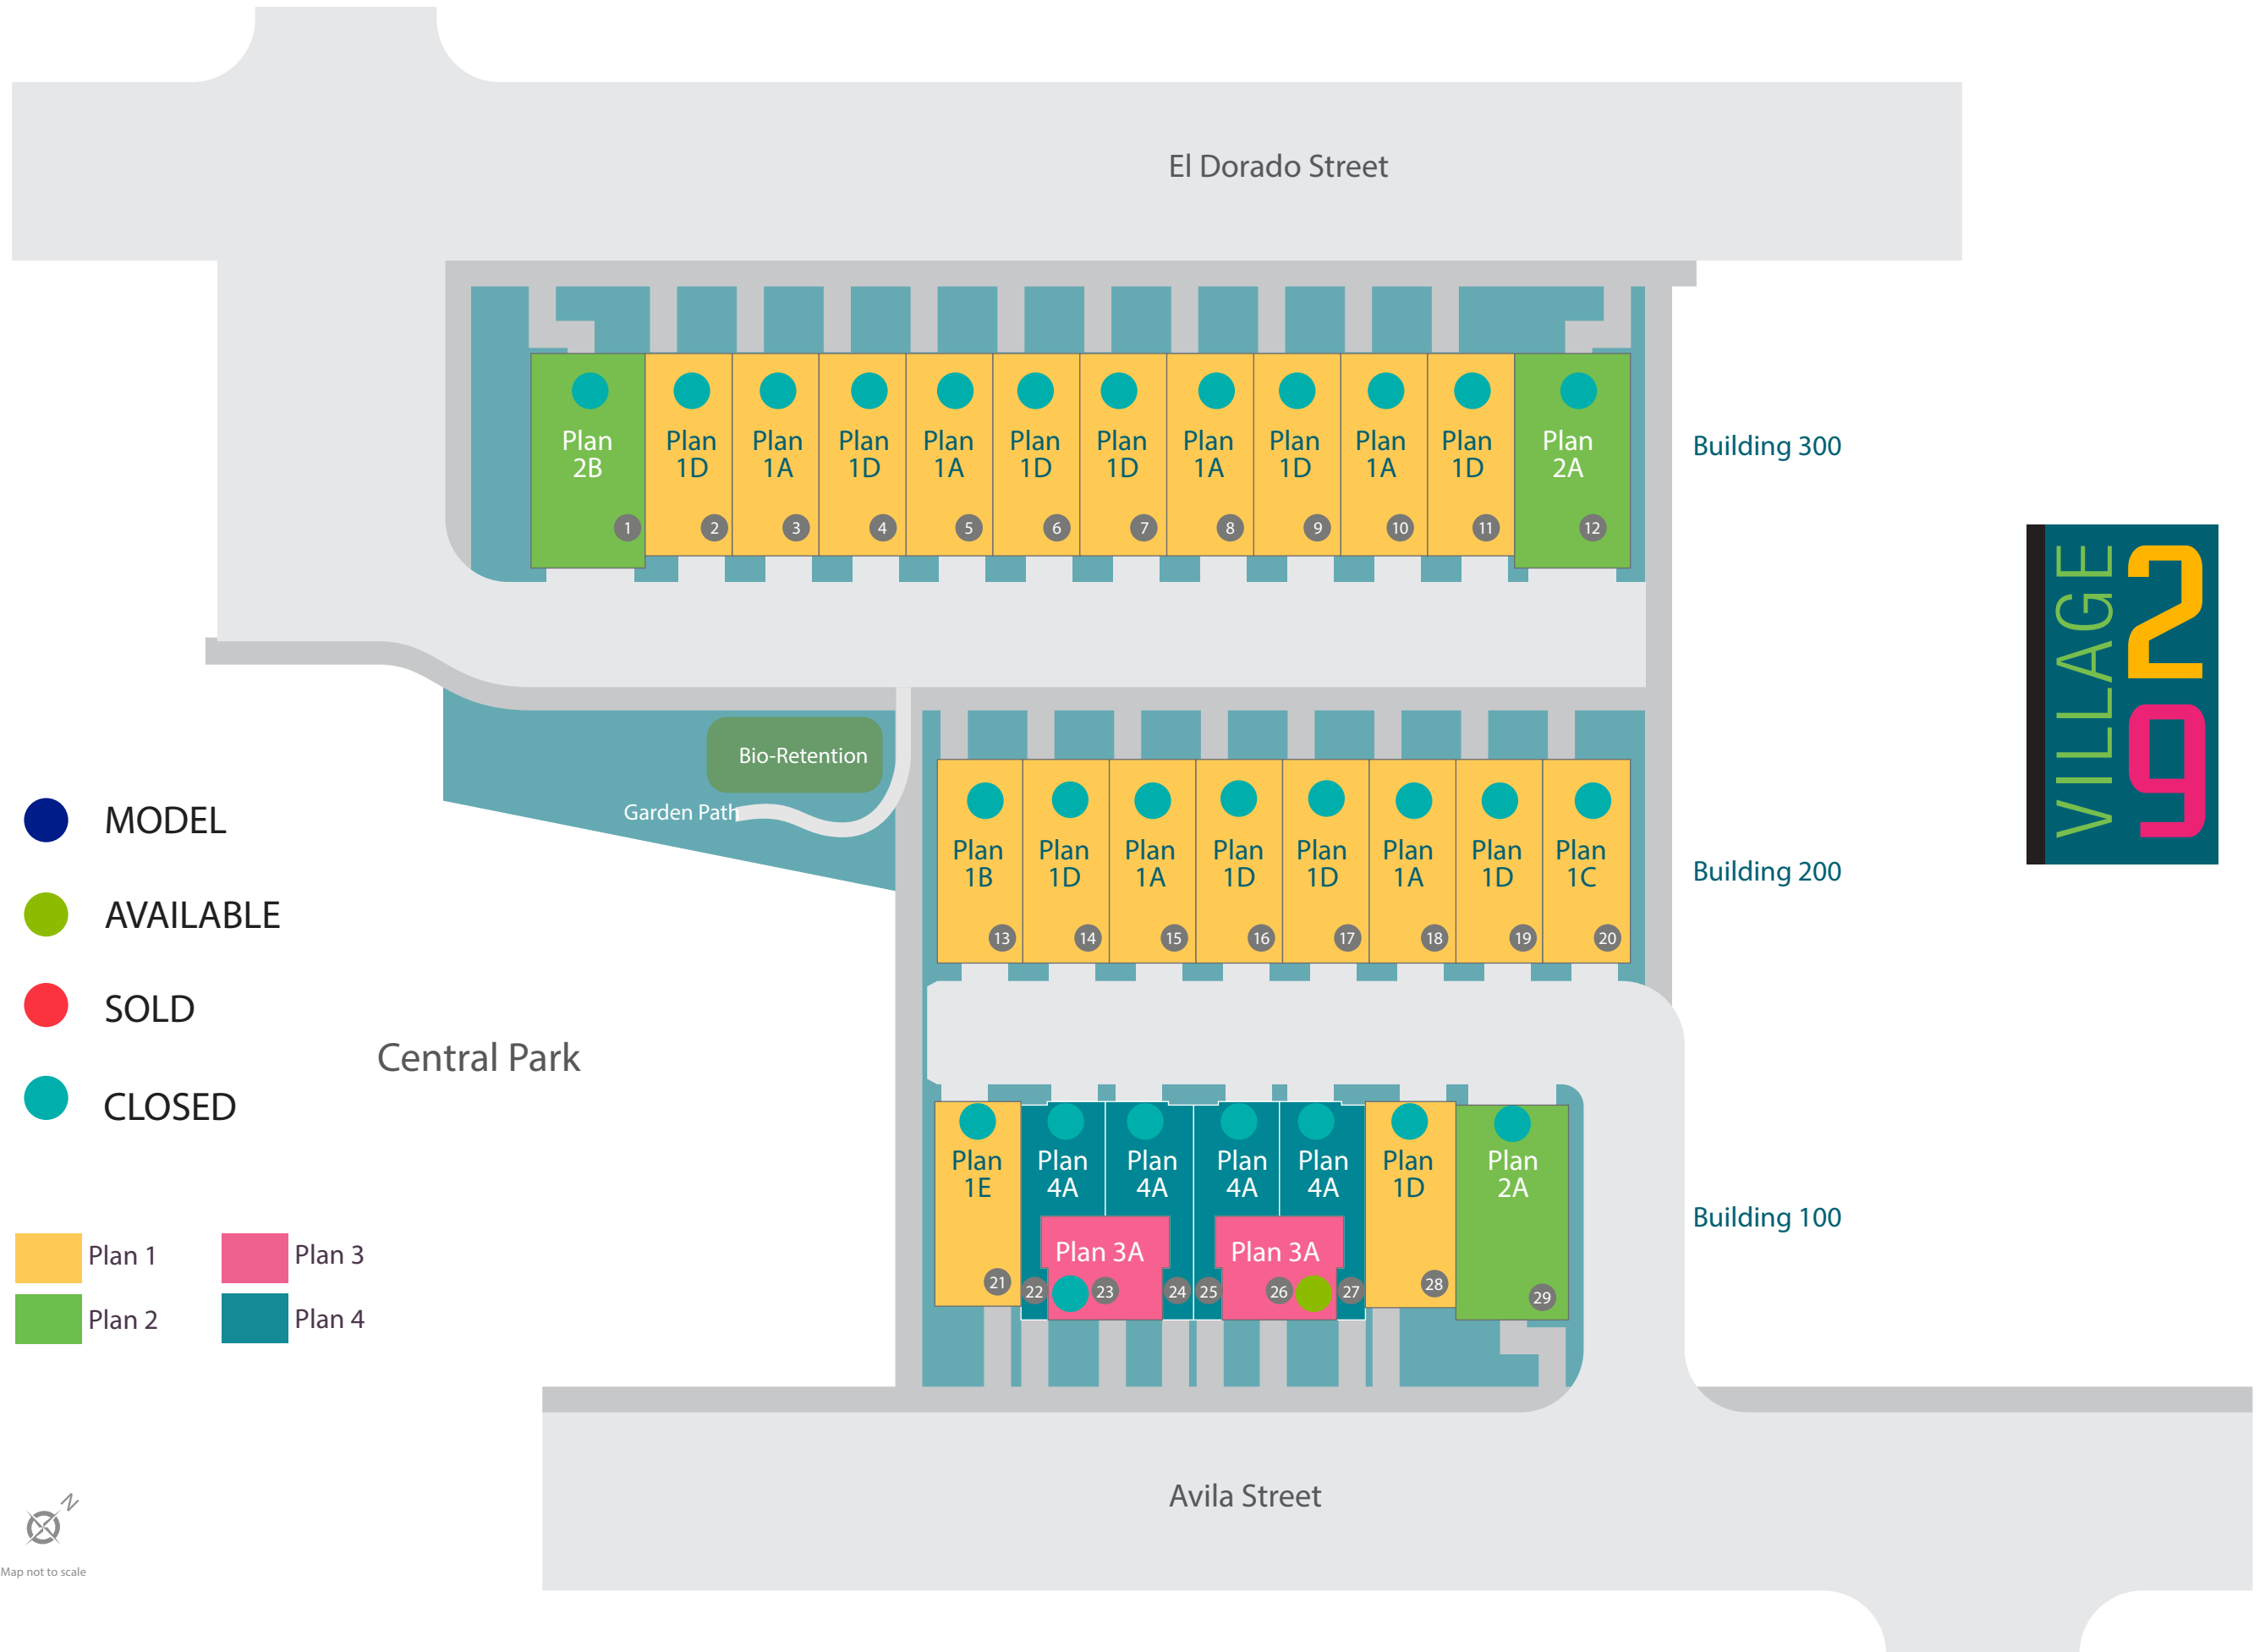 El Dorado Street
Plan
2B
1
Plan
1D
2
Plan
1A
3
Plan
1D
4
Plan
1A
5
Plan
1D
6
Plan
1D
7
Plan
1A
8
Plan
1D
9
Plan
1A
10
Plan
1D
11
Plan
2A
12
Building 300
VILLAGE
29
Bio-Retention
Garden Path
Plan
1B
13
Plan
1D
14
Plan
1A
15
Plan
1D
16
Plan
1D
17
Plan
1A
18
Plan
1D
19
Plan
1C
20
Building 200
MODEL
AVAILABLE
SOLD
CLOSED
Central Park
Plan
1E
21
Plan
4A
22
Plan 3A
23
Plan
4A
24
Plan
4A
25
Plan 3A
26
Plan
4A
27
Plan
1D
28
Plan
2A
29
Building 100
Plan 1
Plan 3
Plan 2
Plan 4
Avila Street
N
Map not to scale